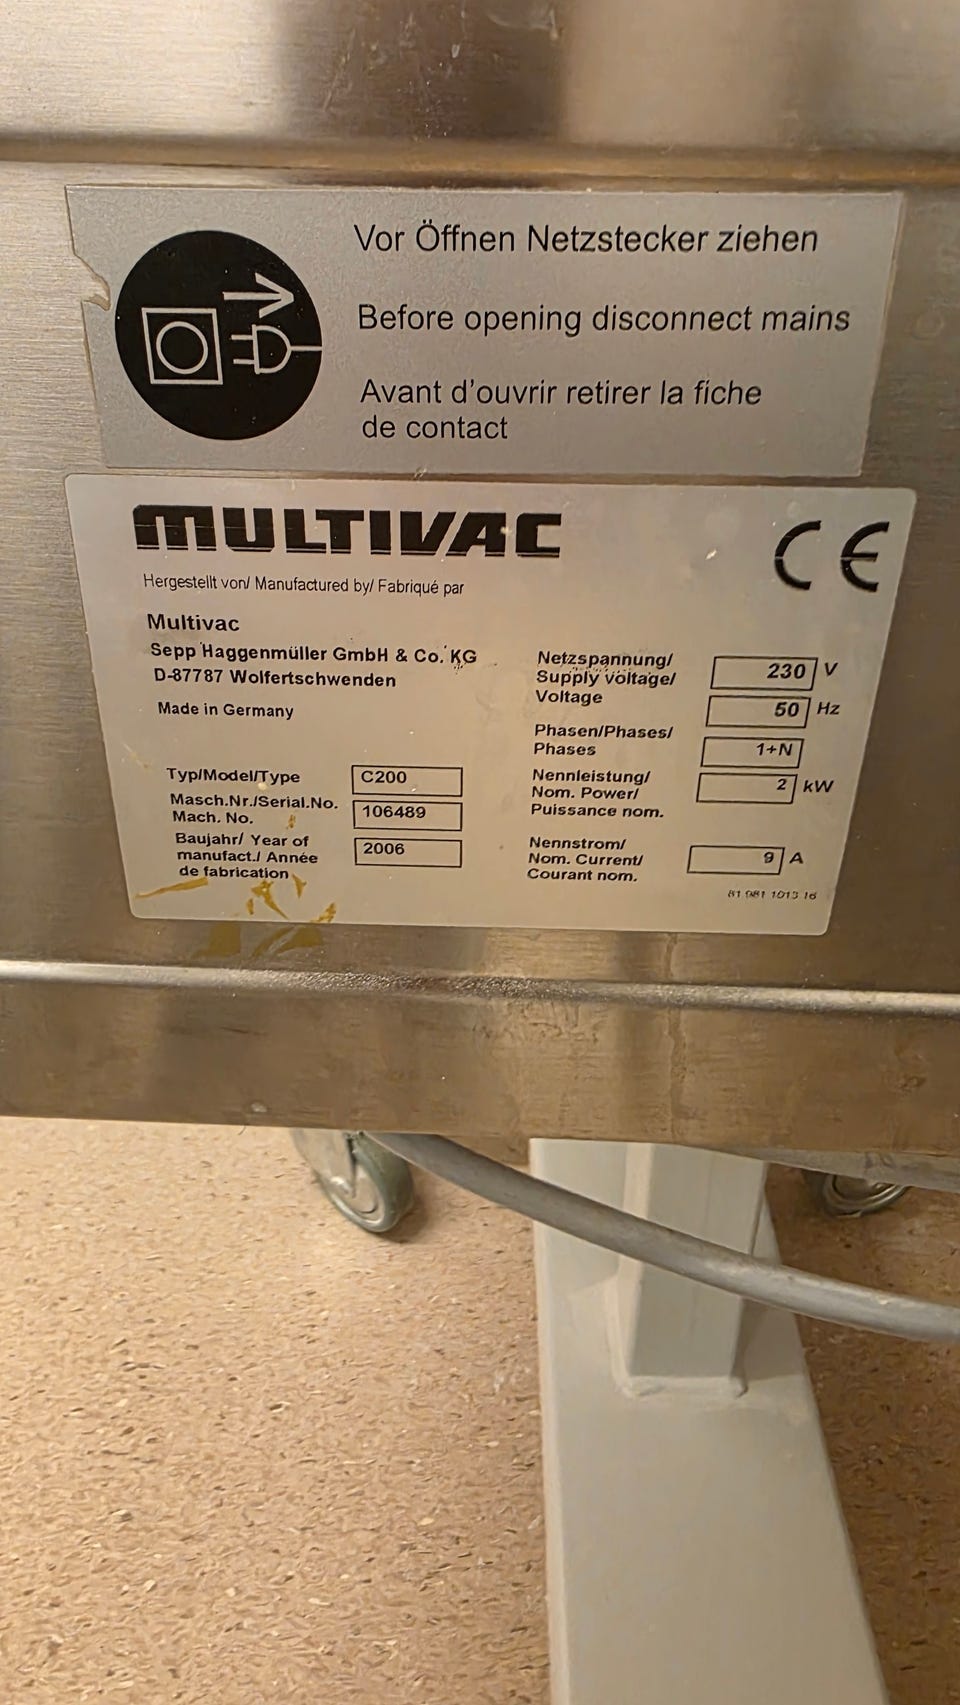 Vor Öffnen Netzstecker ziehen
Before opening disconnect mains
Avant d'ouvrir retirer la fiche
de contact
MULTIVAC
CE
Hergestellt von/ Manufactured by/ Fabriqué par
Multivac
Sepp Haggenmüller GmbH & Co. KG
D-87787 Wolfertschwenden
Made in Germany
Typ/Model/Type C200
Masch.Nr./Serial.No. 106489
Mach. No.
Baujahr/ Year of 2006
manufact./ Année
de fabrication
Netzspannung/ 230 V
Supply voltage/
Voltage 50 Hz
Phasen/Phases/ 1+N
Phases
Nennleistung/ 2 kW
Nom. Power/
Puissance nom.
Nennstrom/ 9 A
Nom. Current/
Courant nom.
81 981 1013 16